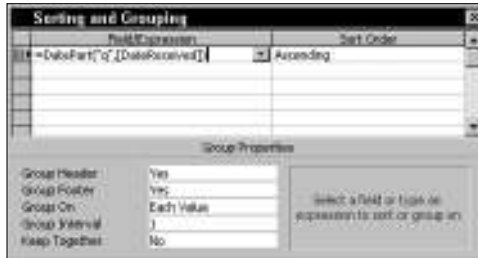 Sorting and Grouping
Field/Expression Sort Order
=DatePart("q",[DateReceived]) Ascending
Group Properties
Group Header Yes
Group Footer Yes
Group On Each Value
Group Interval 1
Keep Together No
Select a field or type an
expression to sort or group on